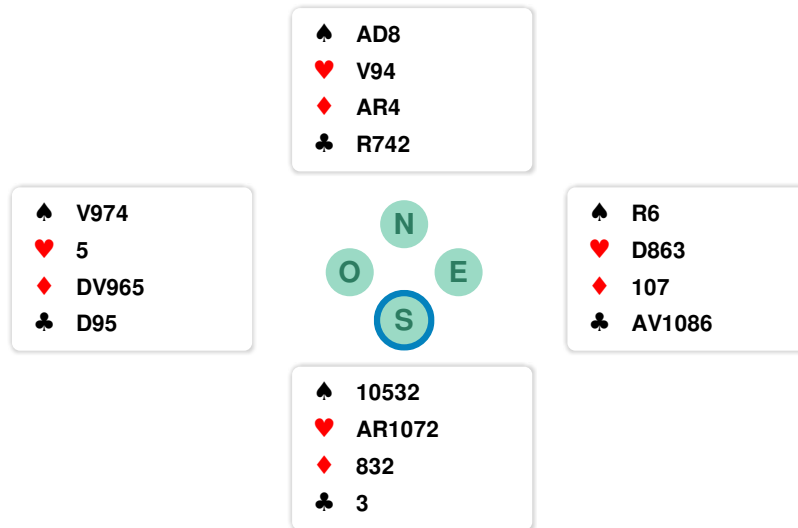 ♠ AD8
♥ V94
♦ AR4
♣ R742
♠ V974
♥ 5
♦ DV965
♣ D95
N
O E
S
♠ R6
♥ D863
♦ 107
♣ AV1086
♠ 10532
♥ AR1072
♦ 832
♣ 3